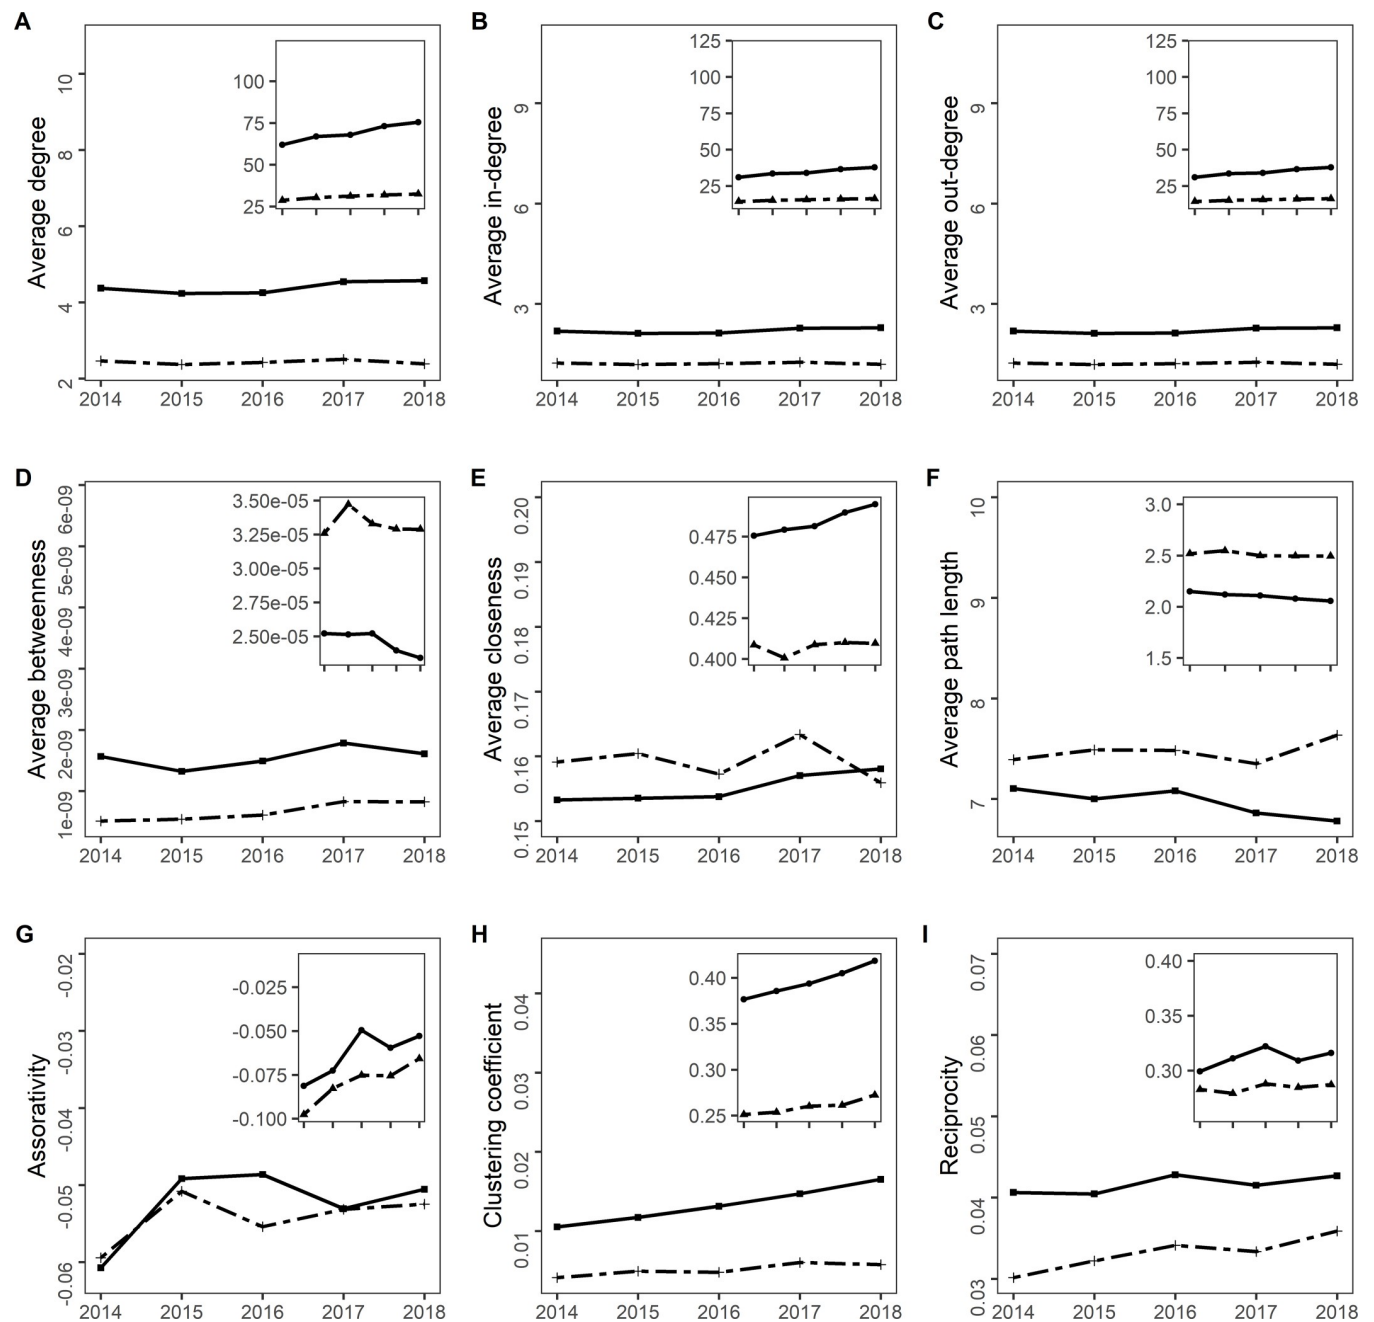 A
Average degree
10
8
6
4
2
100
75
50
25
2014 2015 2016 2017 2018
B
Average in-degree
9
6
3
125
100
75
50
25
2014 2015 2016 2017 2018
C
Average out-degree
9
6
3
125
100
75
50
25
2014 2015 2016 2017 2018
D
Average betweenness
6e-09
5e-09
4e-09
3e-09
2e-09
1e-09
3.50e-05
3.25e-05
3.00e-05
2.75e-05
2.50e-05
2014 2015 2016 2017 2018
E
Average closeness
0.20
0.19
0.18
0.17
0.16
0.15
0.475
0.450
0.425
0.400
2014 2015 2016 2017 2018
F
Average path length
10
9
8
7
3.0
2.5
2.0
1.5
2014 2015 2016 2017 2018
G
Assorativity
-0.02
-0.03
-0.04
-0.05
-0.06
-0.025
-0.050
-0.075
-0.100
2014 2015 2016 2017 2018
H
Clustering coefficient
0.04
0.03
0.02
0.01
0.40
0.35
0.30
0.25
2014 2015 2016 2017 2018
I
Reciprocity
0.07
0.06
0.05
0.04
0.03
0.40
0.35
0.30
2014 2015 2016 2017 2018